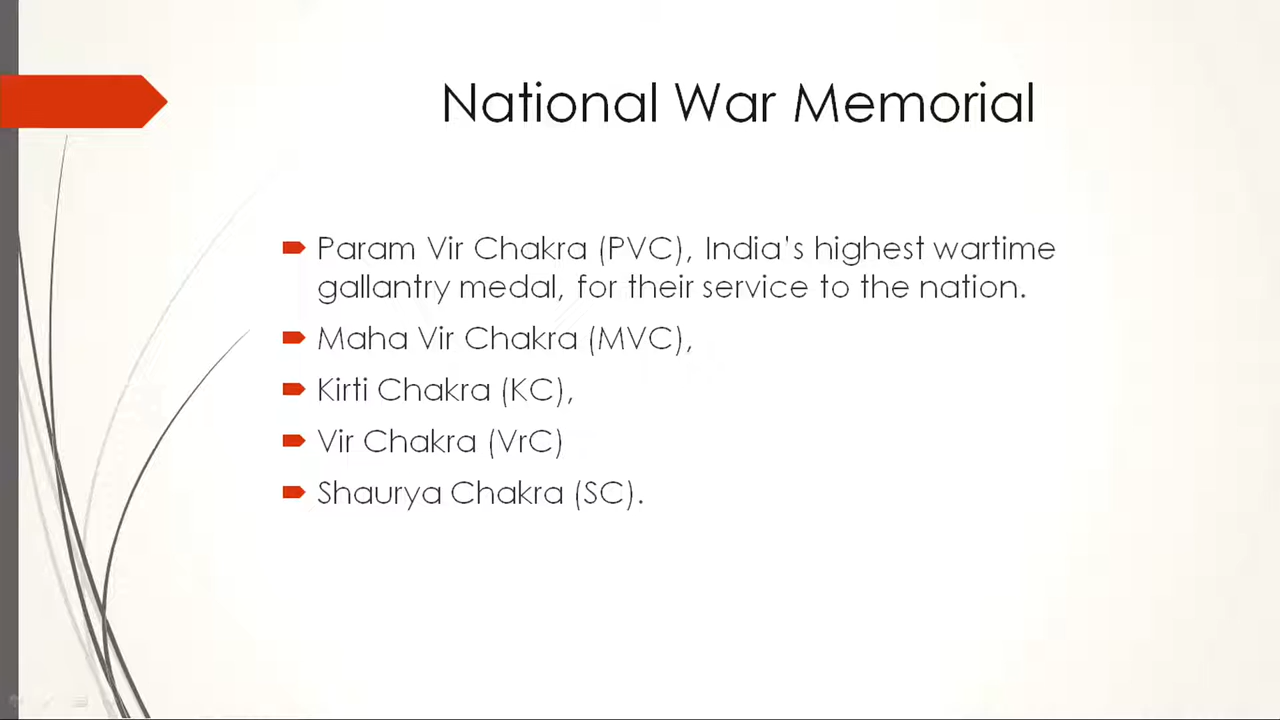 National War Memorial
Param Vir Chakra (PVC), India's highest wartime
gallantry medal, for their service to the nation.
Maha Vir Chakra (MVC),
Kirti Chakra (KC),
Vir Chakra (VrC)
Shaurya Chakra (SC).